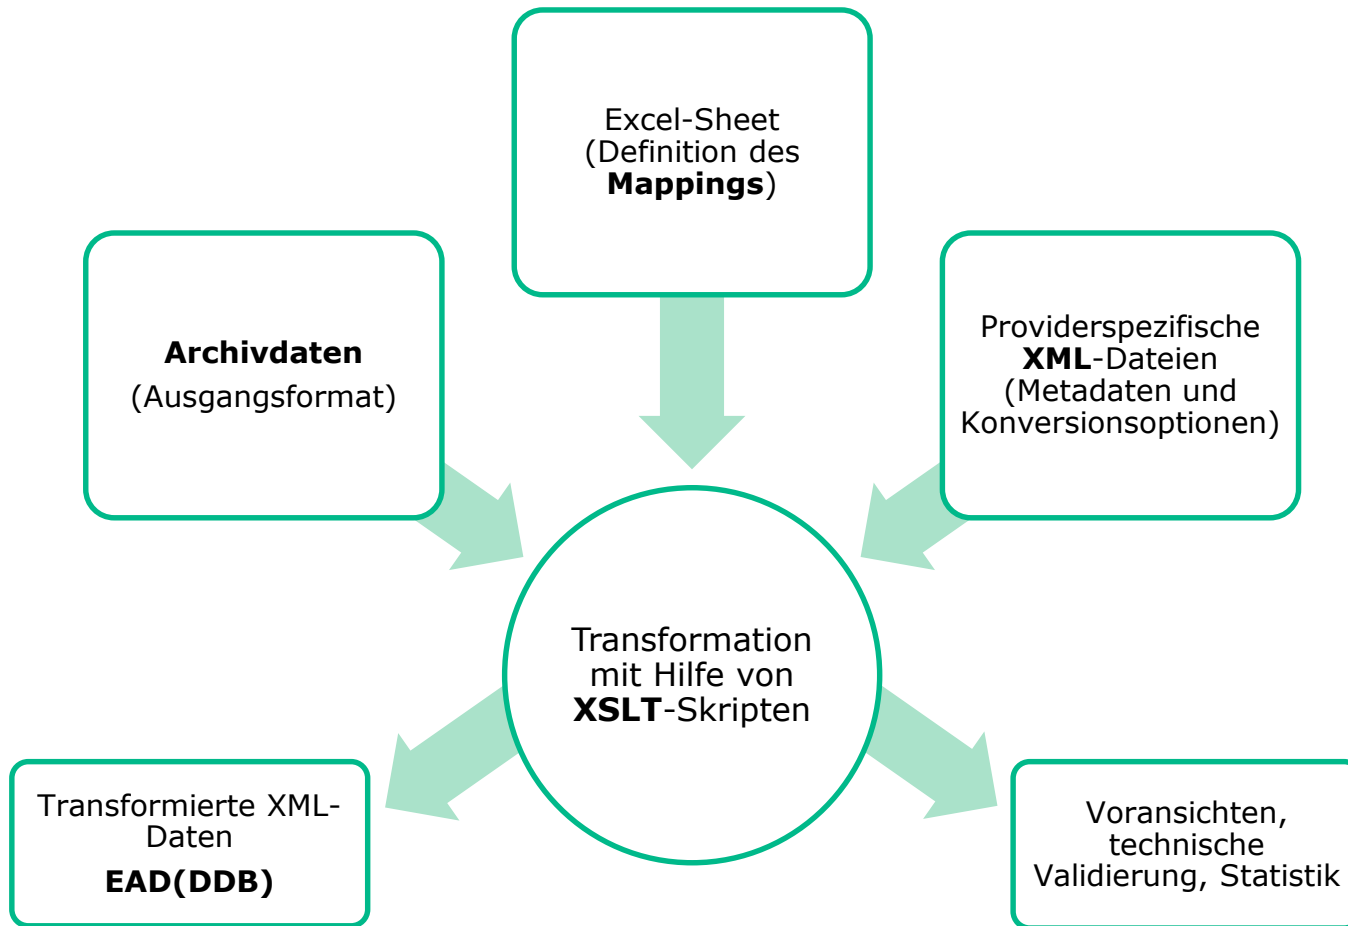 Excel-Sheet
(Definition des
Mappings)
Archivdaten
(Ausgangsformat)
Providerspezifische
XML-Dateien
(Metadaten und
Konversionsoptionen)
Transformation
mit Hilfe von
XSLT-Skripten
Transformierte XML-
Daten
EAD(DDB)
Voransichten,
technische
Validierung, Statistik